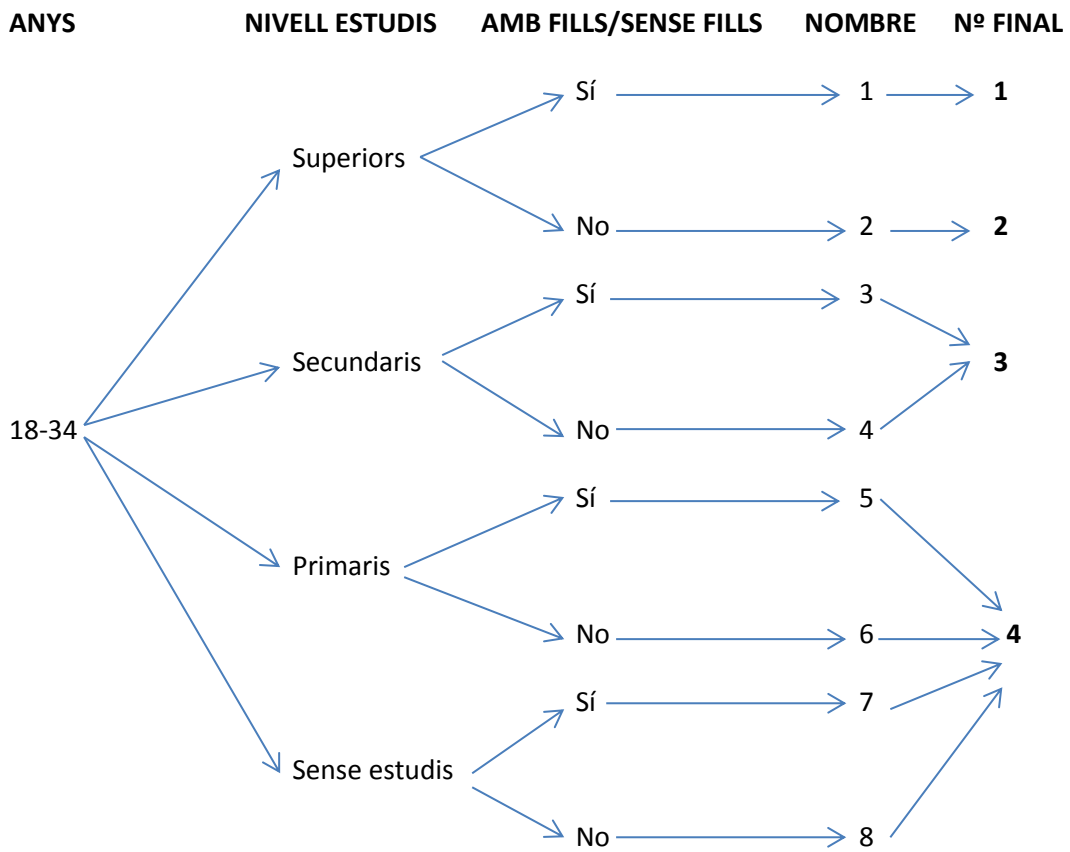 ANYS NIVELL ESTUDIS AMB FILLS/SENSE FILLS NOMBRE Nº FINAL
Sí 1 1
Superiors
No 2 2
Sí 3
Secundaris 3
18-34
No 4
Sí 5
Primaris
No 6 4
Sí 7
Sense estudis
No 8